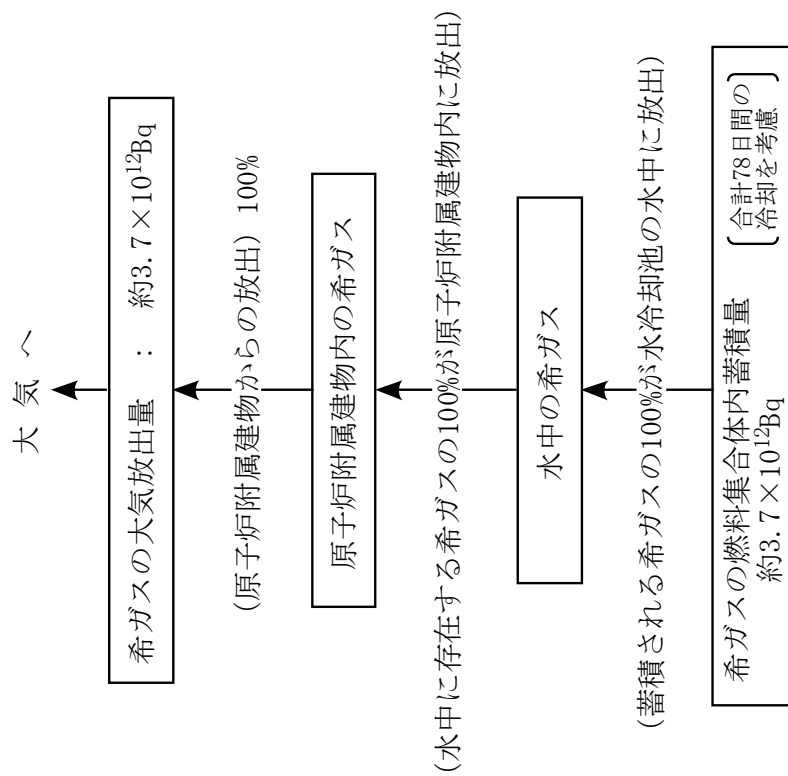 大気へ
希ガスの大気放出量 ： 約3.7×10¹²Bq
(原子炉附属建物からの放出) 100%
原子炉附属建物内の希ガス
(水中に存在する希ガスの100%が原子炉附属建物内に放出)
水中の希ガス
(蓄積される希ガスの100%が水冷却池の水中に放出)
希ガスの燃料集合体内蓄積量
約3.7×10¹²Bq
合計78日間の
冷却を考慮